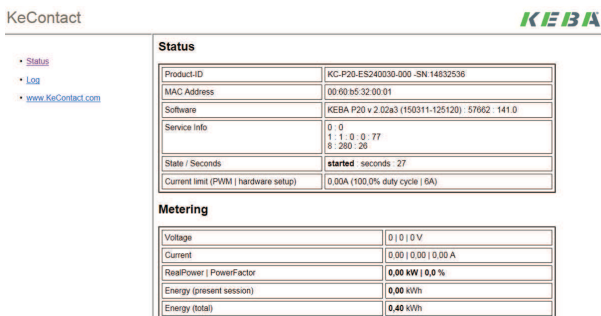 KeContact
KEBA
Status
Log
www.KeContact.com
Status
Product-ID KC-P20-ES240030-000 -SN:14832536
MAC Address 00:60:b5:32:00:01
Software KEBA P20 v 2.02a3 (150311-125120) : 57662 : 141.0
Service Info 0 : 0
1 : 1 : 0 : 0 : 77
8 : 280 : 26
State / Seconds started : seconds : 27
Current limit (PWM | hardware setup) 0,00A (100,0% duty cycle | 6A)
Metering
Voltage 0 | 0 | 0 V
Current 0,00 | 0,00 | 0,00 A
RealPower | PowerFactor 0,00 kW | 0,0 %
Energy (present session) 0,00 kWh
Energy (total) 0,40 kWh